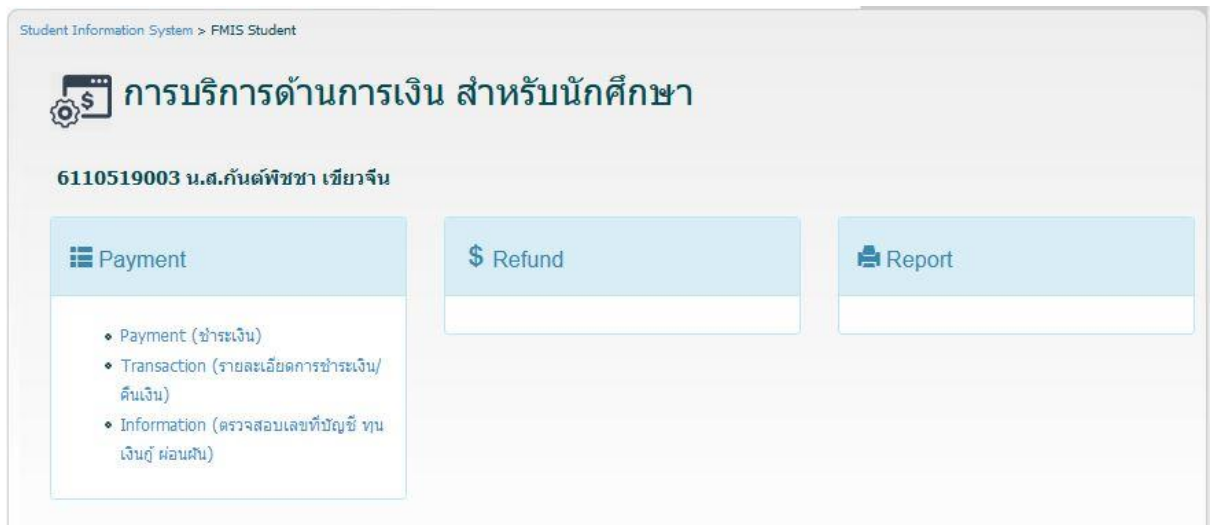 Student Information System > FMIS Student
การบริการด้านการเงิน สำหรับนักศึกษา
6110519003 น.ส.กันต์พิชชา เขียวจีน
Payment
$ Refund
Report
Payment (ชำระเงิน)
Transaction (รายละเอียดการชำระเงิน/
คืนเงิน)
Information (ตรวจสอบเลขที่บัญชี ทุน
เงินกู้ ผ่อนผัน)